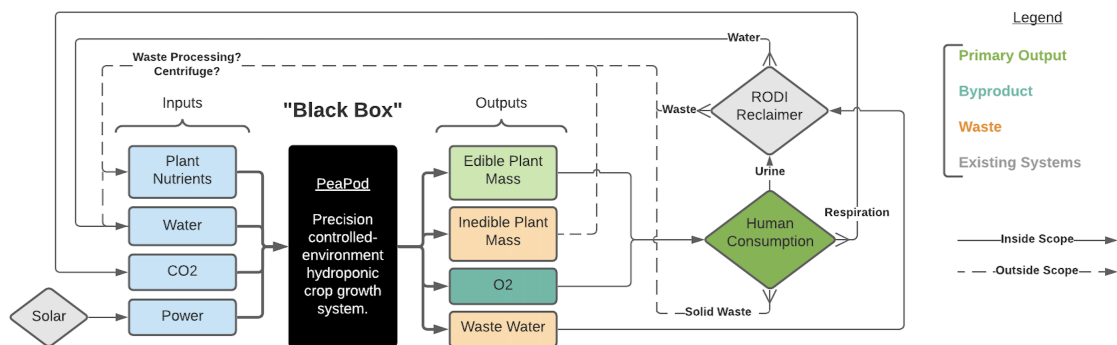 Water
Legend
Waste Processing?
Centrifuge?
Primary Output
Inputs
"Black Box"
Outputs
Waste
RODI
Reclaimer
Byproduct
Waste
Existing Systems
Plant
Nutrients
Edible Plant
Mass
Urine
PeaPod
Precision
controlled-
environment
hydroponic
crop growth
system.
Water
Inedible Plant
Mass
Human
Consumption
Respiration
Inside Scope
CO2
O2
Outside Scope
Solar
Power
Waste Water
Solid Waste